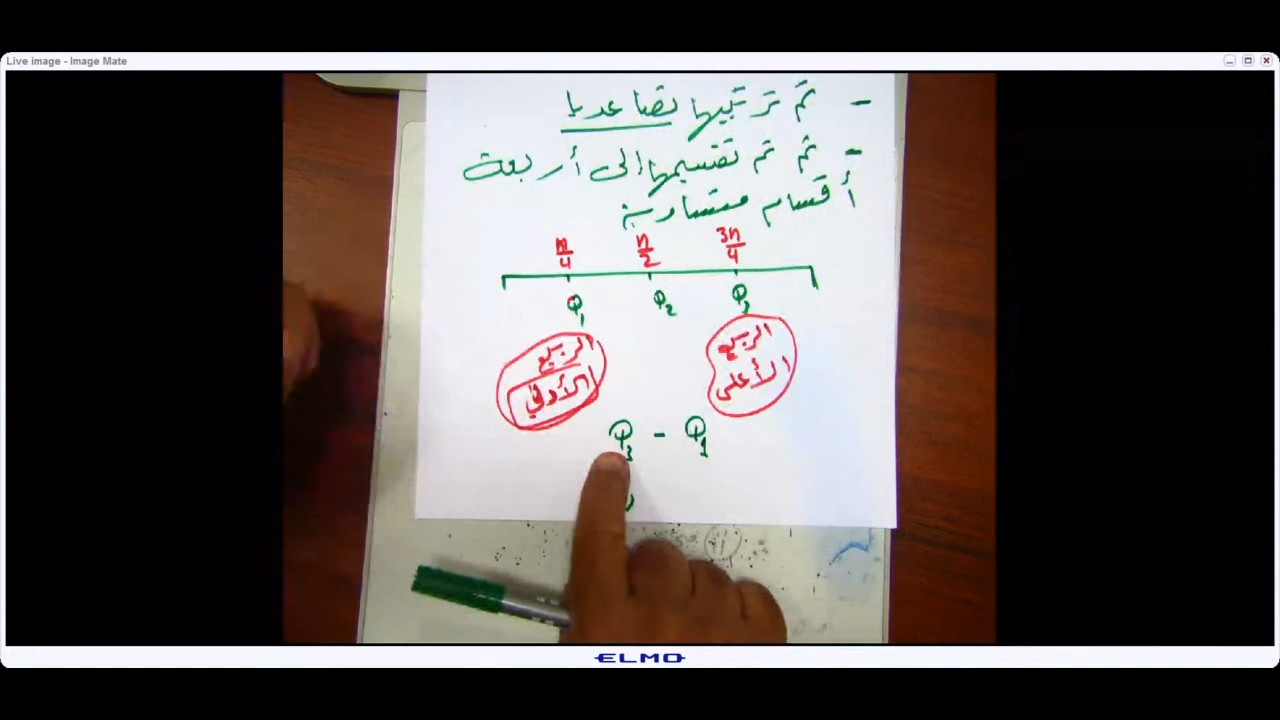 Live image - Image Mate
- ثم ترتيبها تصاعديا
- ثم تم تقسيمها إلى أربعة
أقسام متساوية
n/4 n/2 3n/4
Q1 Q2 Q3
الربيع الأدنى
الربيع الأعلى
Q3 - Q1
ELMO